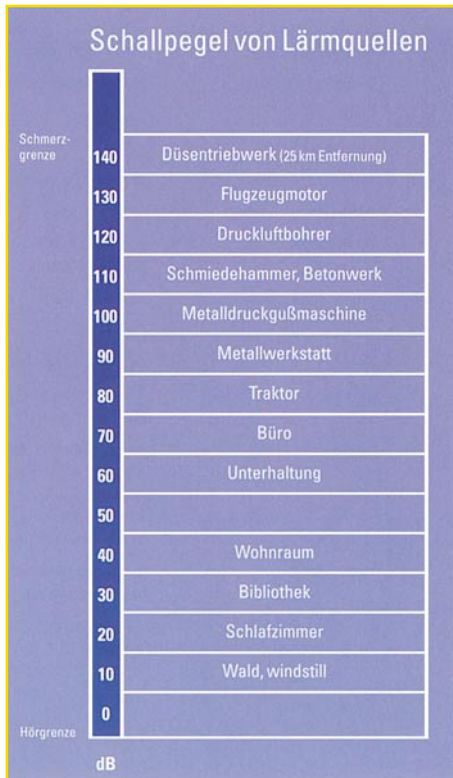 Schallpegel von Lärmquellen
Schmerz-
grenze
140 Düsentriebwerk (25 km Entfernung)
130 Flugzeugmotor
120 Druckluftbohrer
110 Schmiedehammer, Betonwerk
100 Metalldruckgußmaschine
90 Metallwerkstatt
80 Traktor
70 Büro
60 Unterhaltung
50
40 Wohnraum
30 Bibliothek
20 Schlafzimmer
10 Wald, windstill
0
Hörgrenze
dB